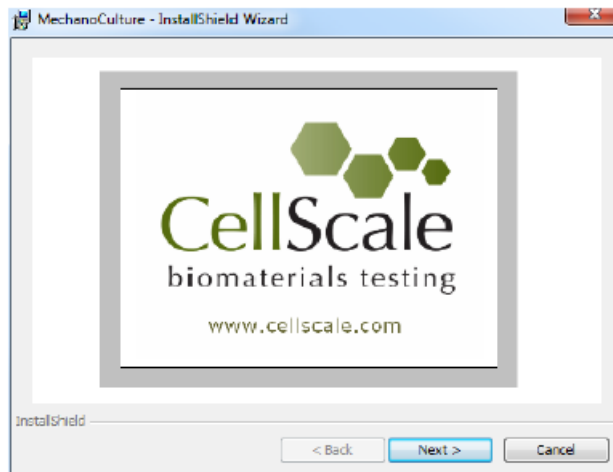 MechanoCulture - InstallShield Wizard
CellScale
biomaterials testing
www.cellscale.com
InstallShield
< Back Next > Cancel